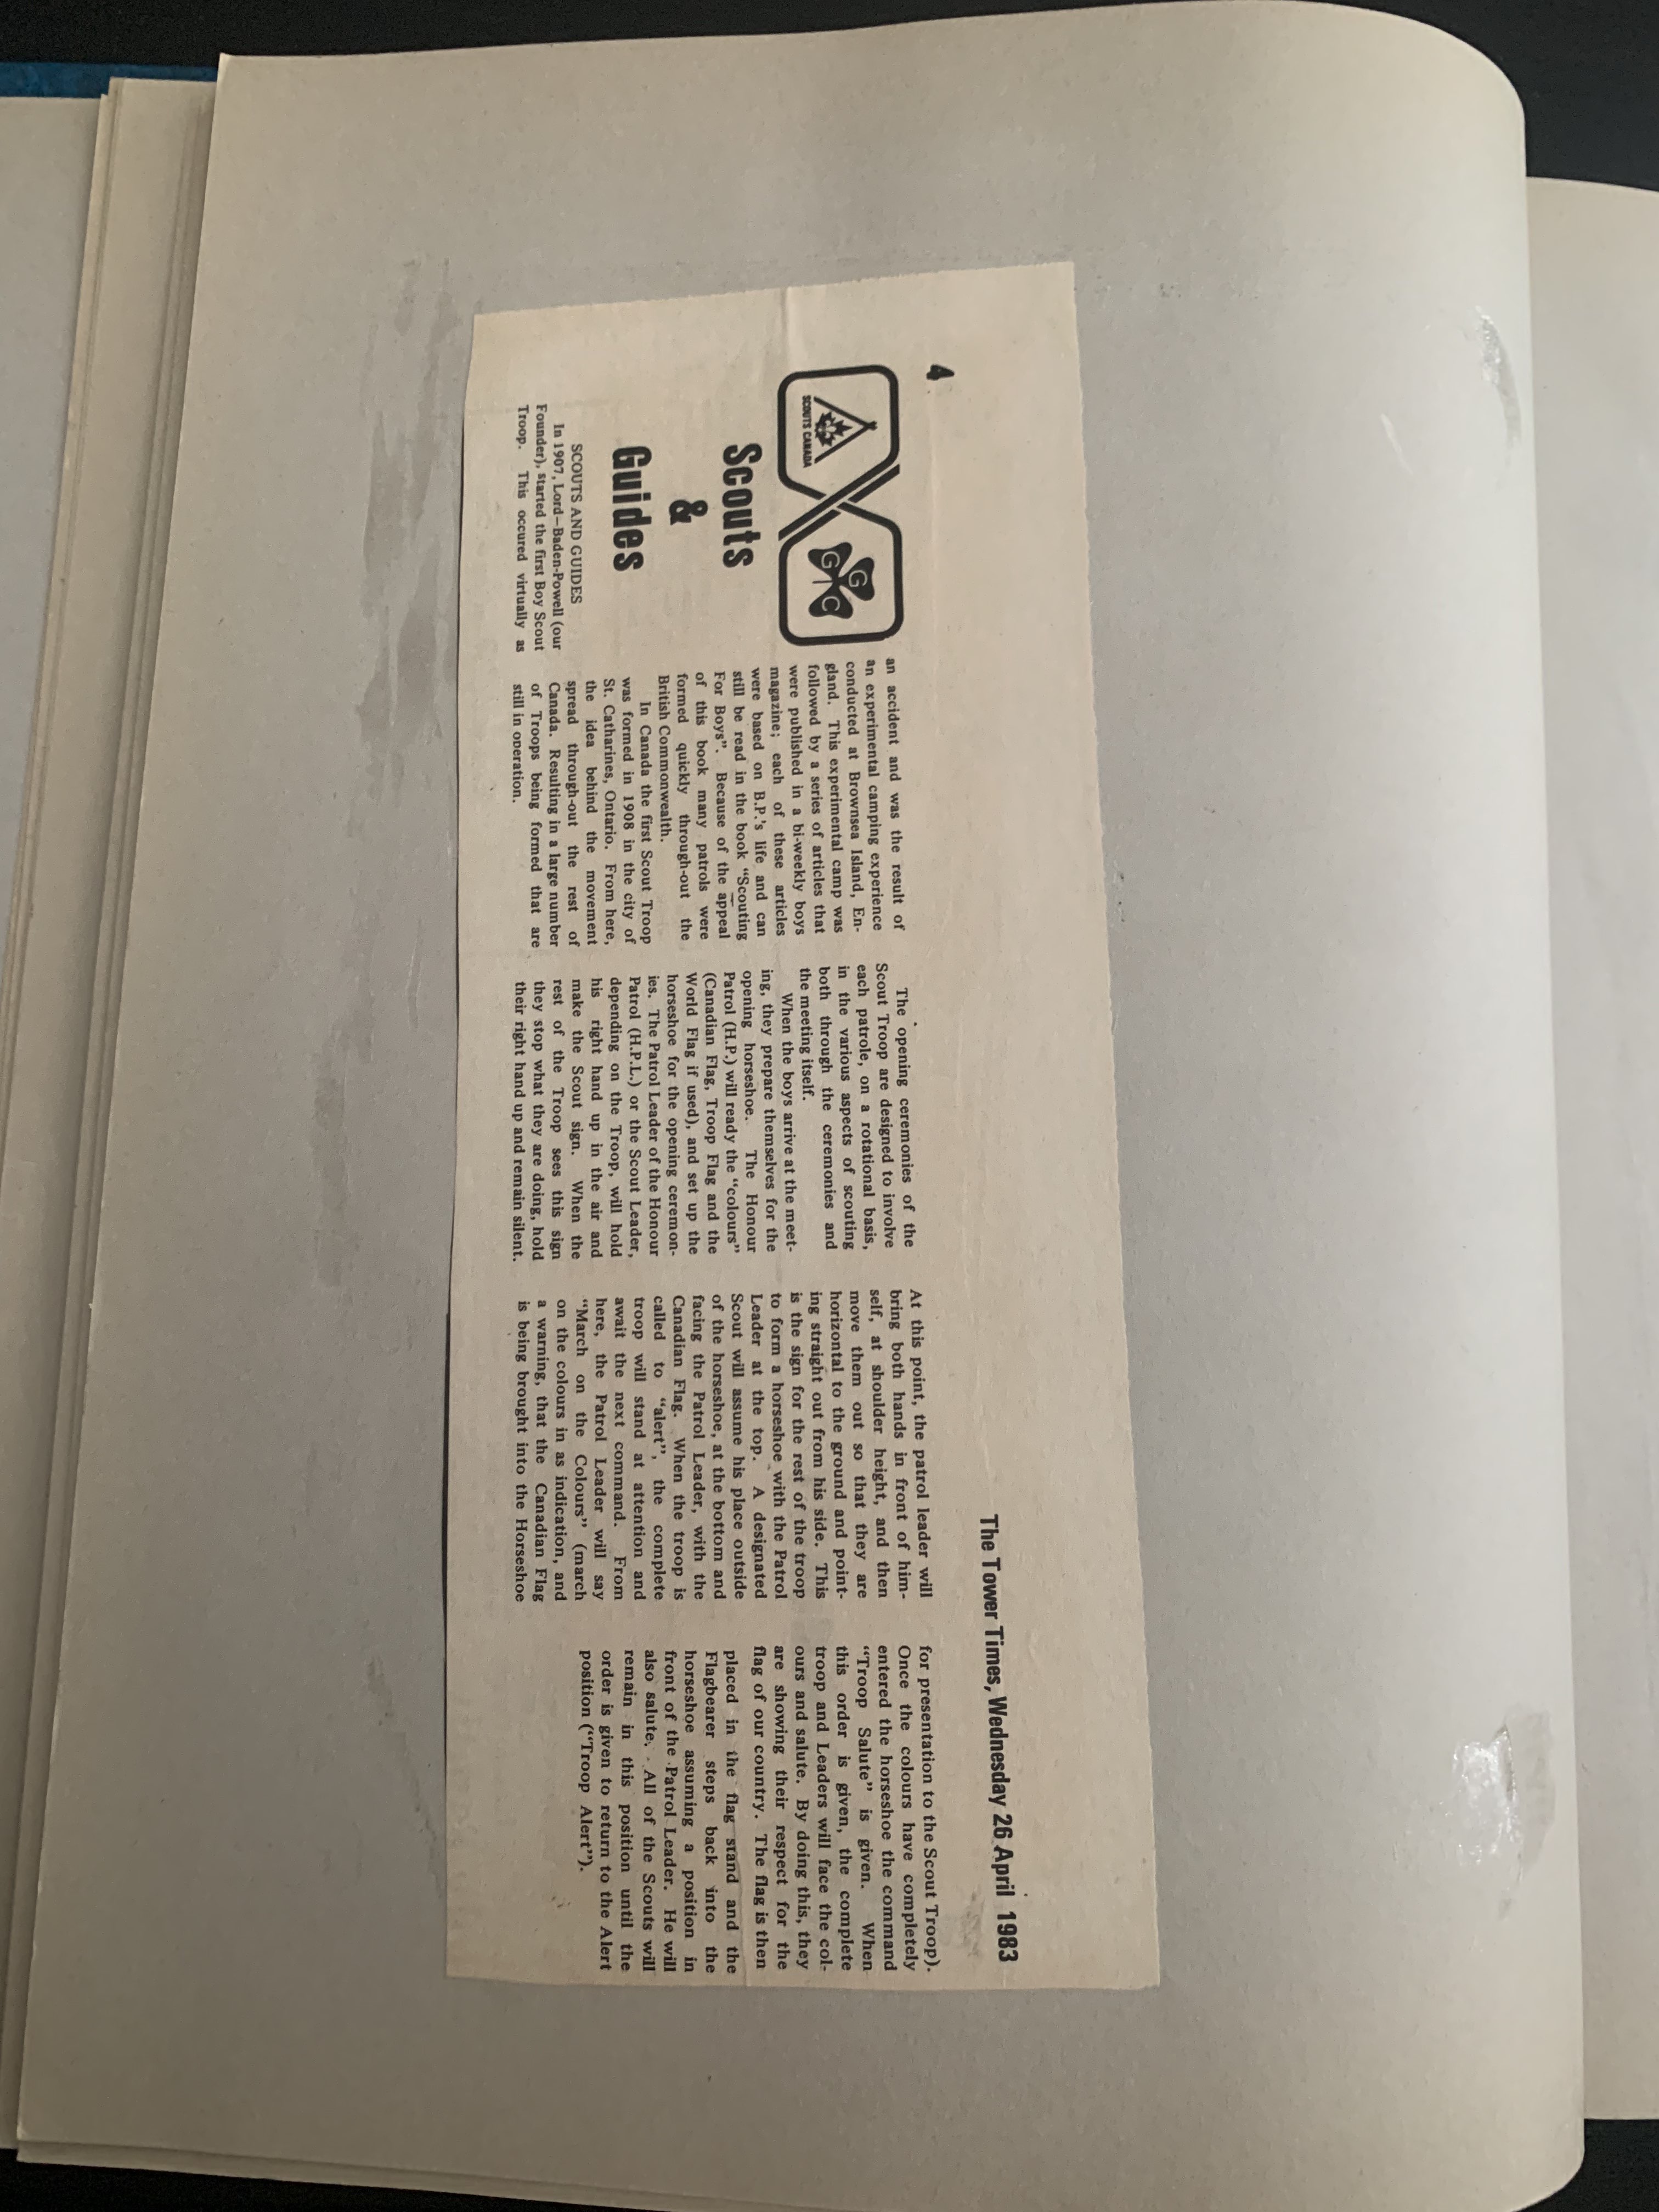 4
The Tower Times, Wednesday 26 April 1983
SCOUTS CANADA
G G C
Scouts
&
Guides
SCOUTS AND GUIDES
In 1907, Lord—Baden-Powell (our
Founder), started the first Boy Scout
Troop. This occured virtually as
an accident and was the result of
an experimental camping experience
conducted at Brownsea Island, En-
gland. This experimental camp was
followed by a series of articles that
were published in a bi-weekly boys
magazine; each of these articles
were based on B.P.'s life and can
still be read in the book "Scouting
For Boys". Because of the appeal
of this book many patrols were
formed quickly through-out the
British Commonwealth.
In Canada the first Scout Troop
was formed in 1908 in the city of
St. Catharines, Ontario. From here,
the idea behind the movement
spread through-out the rest of
Canada. Resulting in a large number
of Troops being formed that are
still in operation.
The opening ceremonies of the
Scout Troop are designed to involve
each patrole, on a rotational basis,
in the various aspects of scouting
both through the ceremonies and
the meeting itself.
When the boys arrive at the meet-
ing, they prepare themselves for the
opening horseshoe. The Honour
Patrol (H.P.) will ready the "colours"
(Canadian Flag, Troop Flag and the
World Flag if used), and set up the
horseshoe for the opening ceremon-
ies. The Patrol Leader of the Honour
Patrol (H.P.L.) or the Scout Leader,
depending on the Troop, will hold
his right hand up in the air and
make the Scout sign. When the
rest of the Troop sees this sign
they stop what they are doing, hold
their right hand up and remain silent.
At this point, the patrol leader will
bring both hands in front of him-
self, at shoulder height, and then
move them out so that they are
horizontal to the ground and point-
ing straight out from his side. This
is the sign for the rest of the troop
to form a horseshoe with the Patrol
Leader at the top. A designated
Scout will assume his place outside
of the horseshoe, at the bottom and
facing the Patrol Leader, with the
Canadian Flag. When the troop is
called to "alert", the complete
troop will stand at attention and
await the next command. From
here, the Patrol Leader will say
"March on the Colours" (march
on the colours in as indication, and
a warning, that the Canadian Flag
is being brought into the Horseshoe
for presentation to the Scout Troop).
Once the colours have completely
entered the horseshoe the command
"Troop Salute" is given. When
this order is given, the complete
troop and Leaders will face the col-
ours and salute. By doing this, they
are showing their respect for the
flag of our country. The flag is then
placed in the flag stand and the
Flagbearer steps back into the
horseshoe assuming a position in
front of the Patrol Leader. He will
also salute. All of the Scouts will
remain in this position until the
order is given to return to the Alert
position ("Troop Alert").